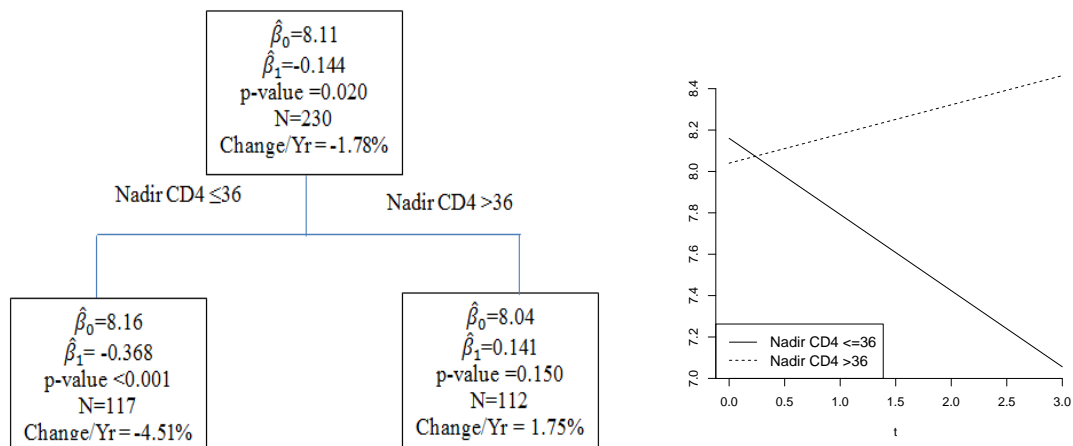 β̂₀=8.11
β̂₁=-0.144
p-value =0.020
N=230
Change/Yr = -1.78%
Nadir CD4 ≤36
Nadir CD4 >36
β̂₀=8.16
β̂₁= -0.368
p-value <0.001
N=117
Change/Yr= -4.51%
β̂₀=8.04
β̂₁=0.141
p-value =0.150
N=112
Change/Yr= 1.75%
8.4
8.2
8.0
7.8
7.6
7.4
7.2
7.0
Nadir CD4 <=36
Nadir CD4 >36
0.0 0.5 1.0 1.5 2.0 2.5 3.0
t